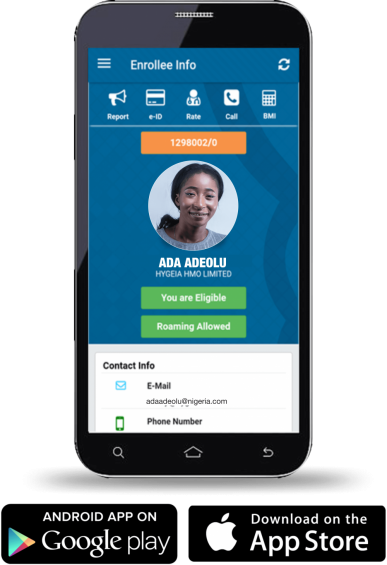 Enrollee Info
Report e-ID Rate Call BMI
1298002/0
ADA ADEOLU
HYGEIA HMO LIMITED
You are Eligible
Roaming Allowed
Contact Info
E-Mail
adaadeolu@nigeria.com
Phone Number
ANDROID APP ON
Google play
Download on the
App Store